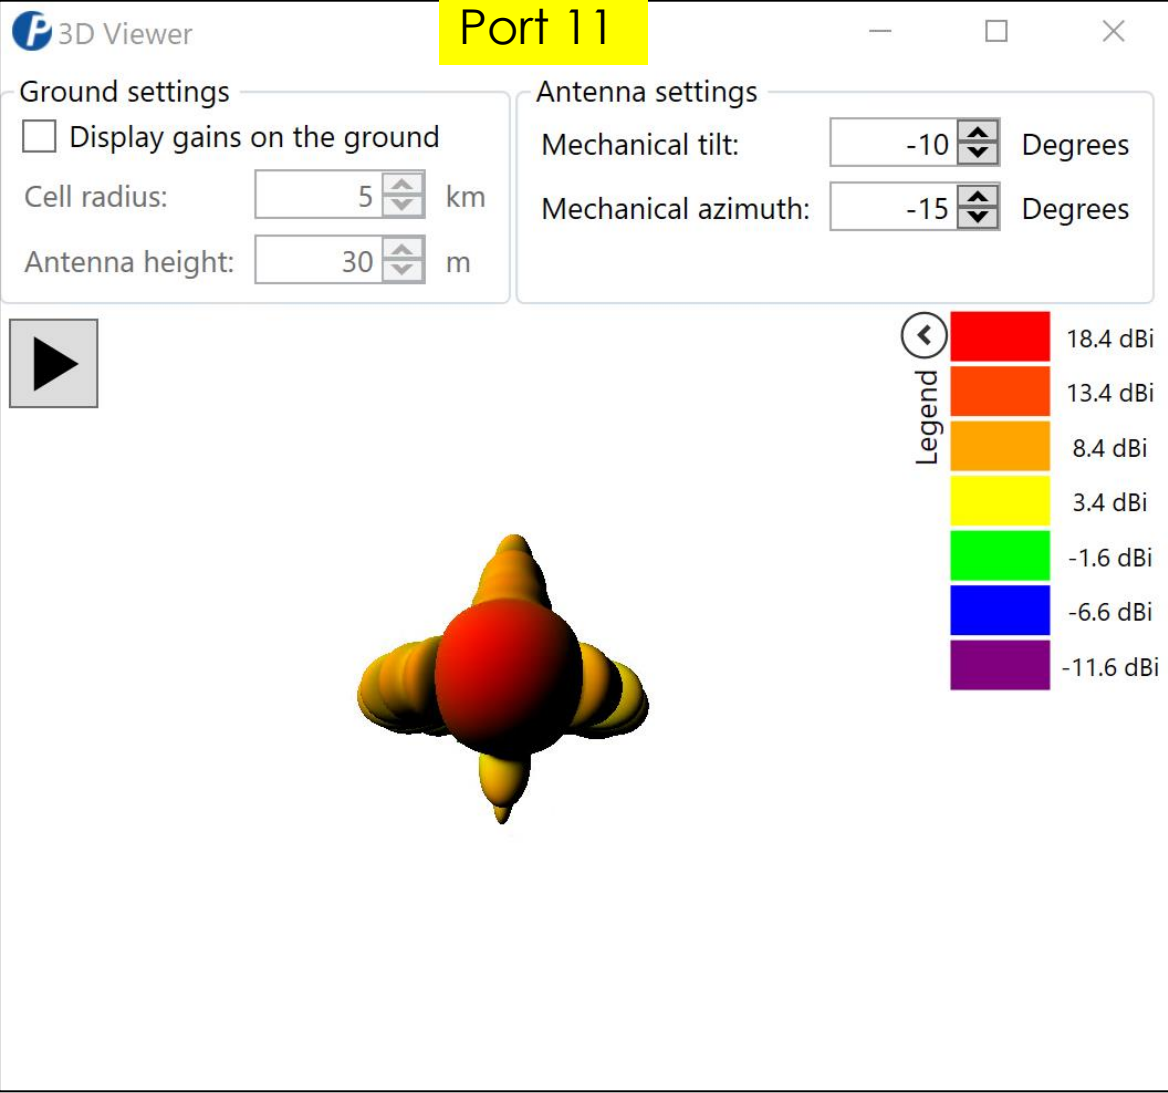 Port 11
3D Viewer
Ground settings
Display gains on the ground
Cell radius: 5 km
Antenna height: 30 m
Antenna settings
Mechanical tilt: -10 Degrees
Mechanical azimuth: -15 Degrees
Legend
18.4 dBi
13.4 dBi
8.4 dBi
3.4 dBi
-1.6 dBi
-6.6 dBi
-11.6 dBi